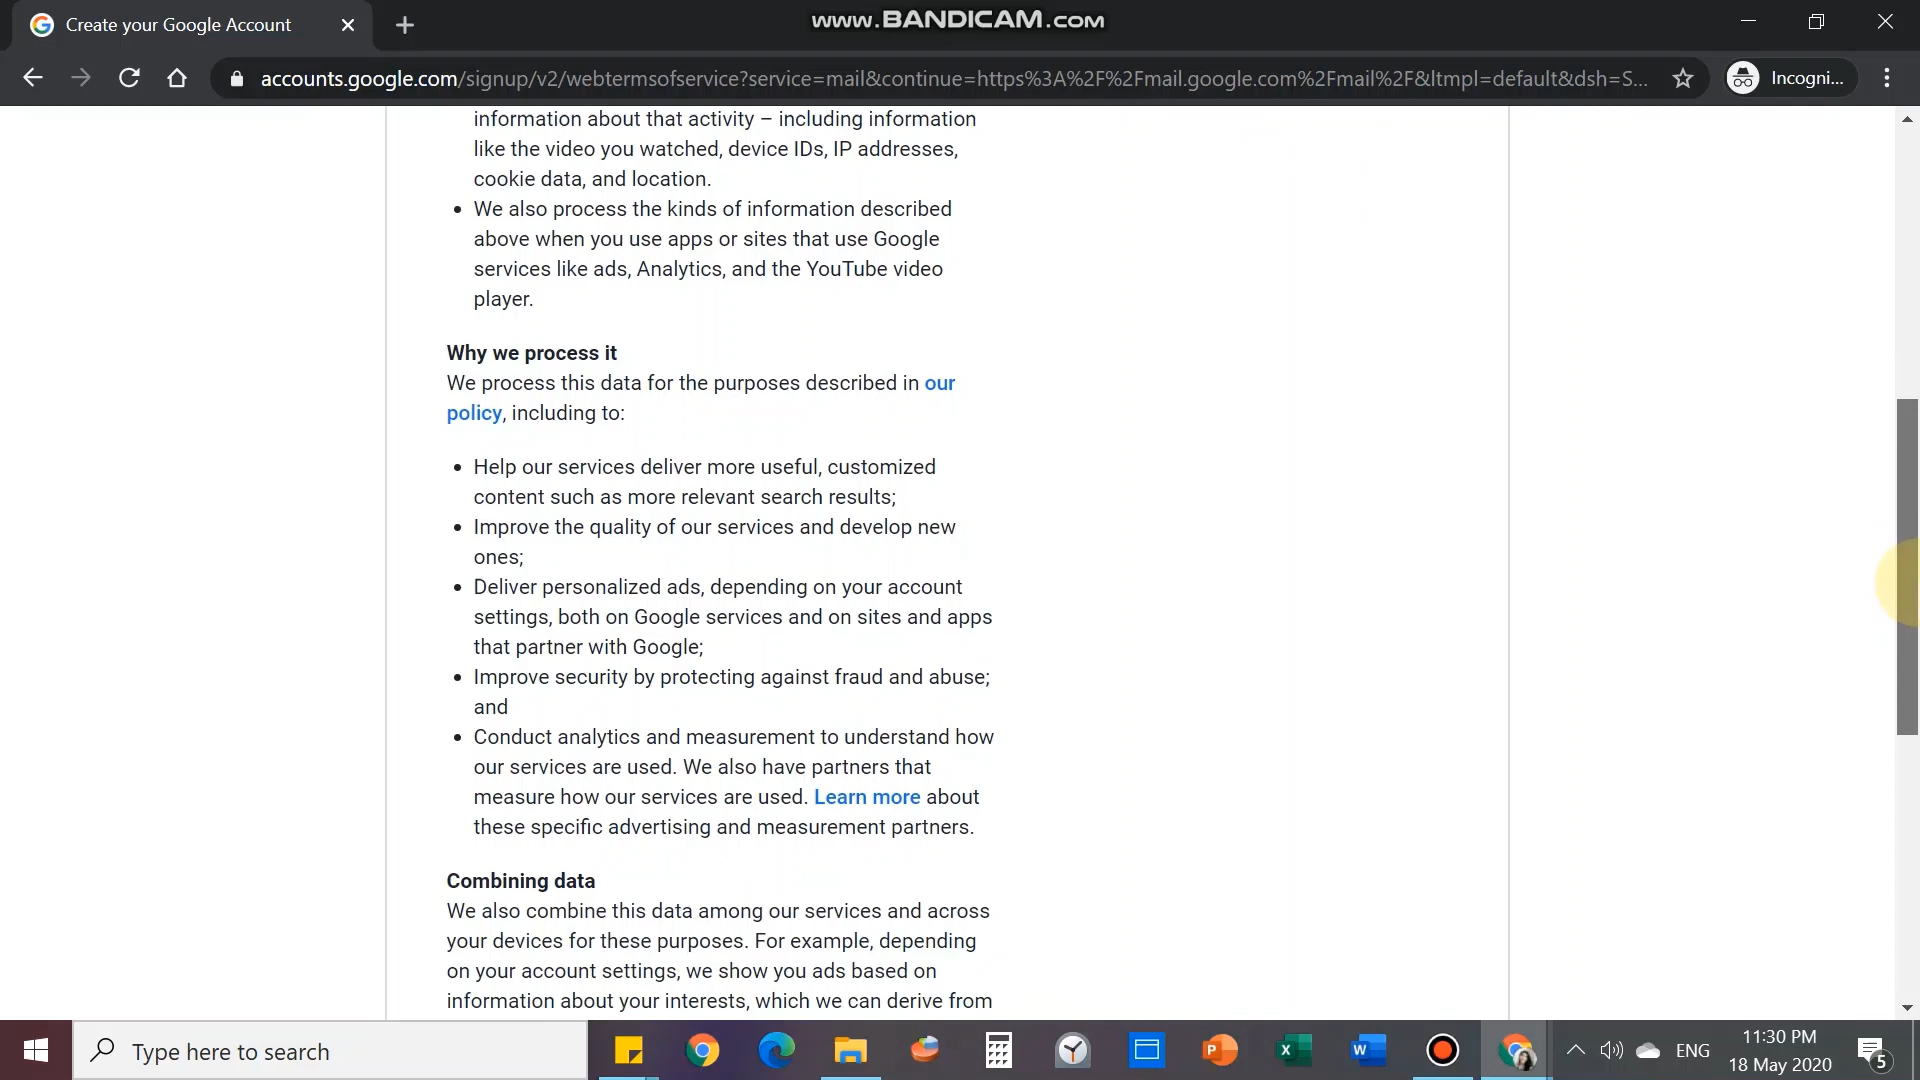 Create your Google Account
www.BANDICAM.com
accounts.google.com/signup/v2/webtermsofservice?service=mail&continue=https%3A%2F%2Fmail.google.com%2Fmail%2F&ltmpl=default&dsh=S...
Incogni...
information about that activity – including information
like the video you watched, device IDs, IP addresses,
cookie data, and location.
• We also process the kinds of information described
above when you use apps or sites that use Google
services like ads, Analytics, and the YouTube video
player.
Why we process it
We process this data for the purposes described in our
policy, including to:
• Help our services deliver more useful, customized
content such as more relevant search results;
• Improve the quality of our services and develop new
ones;
• Deliver personalized ads, depending on your account
settings, both on Google services and on sites and apps
that partner with Google;
• Improve security by protecting against fraud and abuse;
and
• Conduct analytics and measurement to understand how
our services are used. We also have partners that
measure how our services are used. Learn more about
these specific advertising and measurement partners.
Combining data
We also combine this data among our services and across
your devices for these purposes. For example, depending
on your account settings, we show you ads based on
information about your interests, which we can derive from
Type here to search
P
X
W
ENG
11:30 PM
18 May 2020
5